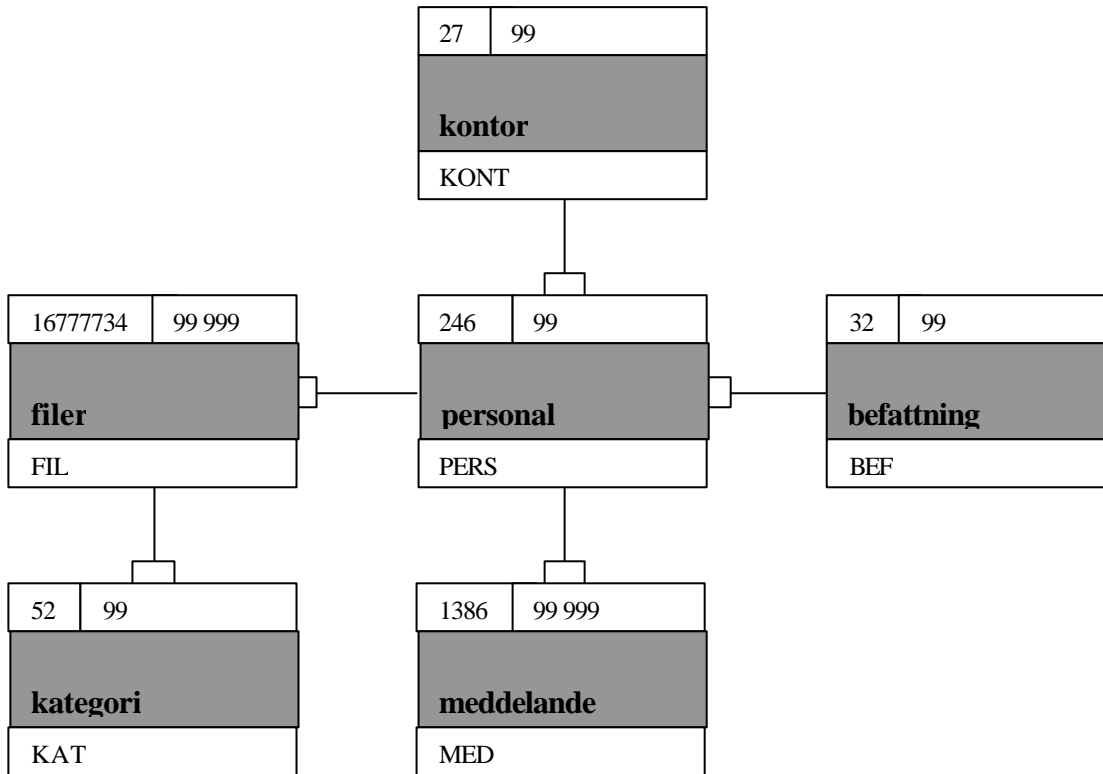 27 99
kontor
KONT
16777734 99 999
filer
FIL
246 99
personal
PERS
32 99
befattning
BEF
52 99
kategori
KAT
1386 99 999
meddelande
MED